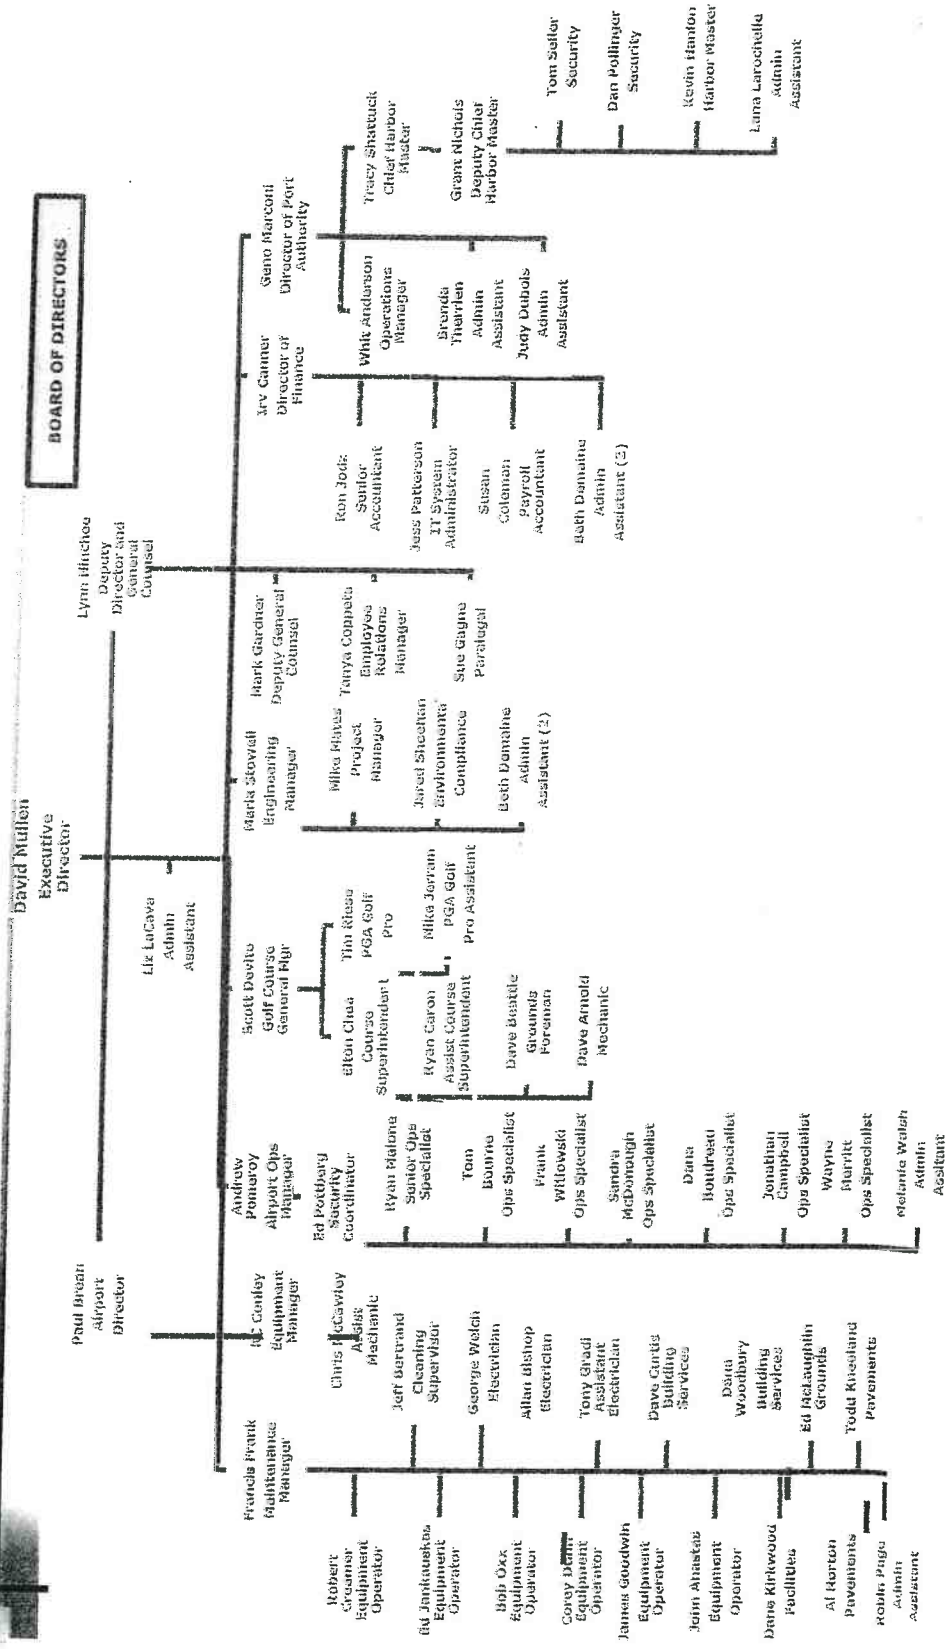 BOARD OF DIRECTORS
David Mullen
Executive
Director
Paul Brean
Airport
Director
Lynn Hinchee
Deputy
Director and
General
Counsel
Liz LaCava
Admin
Assistant
Francis Frank
Maintenance
Manager
Conley
Equipment
Manager
Andrew
Pomeroy
Airport Ops
Manager
Scott Devito
Golf Course
General Mgr
Maria Stowell
Engineering
Manager
Mark Gardner
Deputy General
Counsel
Irv Canner
Director of
Finance
Geno Marconi
Director of Port
Authority
Robert
Creamer
Equipment
Operator
Ed Jankauskas
Equipment
Operator
Bob Oxx
Equipment
Operator
Corey
Equipment
Operator
James Goodwin
Equipment
Operator
John Anastas
Equipment
Operator
Dane Kirkwood
Facilities
Al Horton
Pavements
Robin Page
Admin
Assistant
Chris McCawley
Assist
Mechanic
Jeff Bertrand
Cleaning
Supervisor
George Welch
Electrician
Allan Bishop
Electrician
Tony Gradi
Assistant
Electrician
Dave Curtis
Building
Services
Dana
Woodbury
Building
Services
Ed McLaughlin
Grounds
Todd Kneeland
Pavements
Ed Pottberg
Security
Coordinator
Ryan Malone
Senior Ops
Specialist
Tom
Bourne
Ops Specialist
Frank
Witlowski
Ops Specialist
Sandra
McDonough
Ops Specialist
Dana
Boudreau
Ops Specialist
Jonathan
Campbell
Ops Specialist
Wayne
Merritt
Ops Specialist
Melanie Walsh
Admin
Assitant
Elton Chea
Course
Superintendent
Ryan Caron
Assist Course
Superintendent
Dave Beattle
Grounds
Foreman
Dave Arnold
Mechanic
Tim Riese
PGA Golf
Pro
Mike Jerram
PGA Golf
Pro Assistant
Mike Mates
Project
Manager
Jared Sheehan
Environmental
Compliance
Beth Demaine
Admin
Assistant (2)
Tanya Coppeta
Employee
Relations
Manager
Sue Gagne
Paralegal
Ron Jodz
Senior
Accountant
Jess Patterson
IT System
Administrator
Susan
Coleman
Payroll
Accountant
Beth Demaine
Admin
Assistant (2)
Whit Anderson
Operations
Manager
Brenda
Therrien
Admin
Assistant
Judy Dubois
Admin
Assistant
Tracy Shattuck
Chief Harbor
Master
Grant Nichols
Deputy Chief
Harbor Master
Tom Seller
Security
Dan Pollinger
Security
Kevin Hanlon
Harbor Master
Lana Larochelle
Admin
Assistant